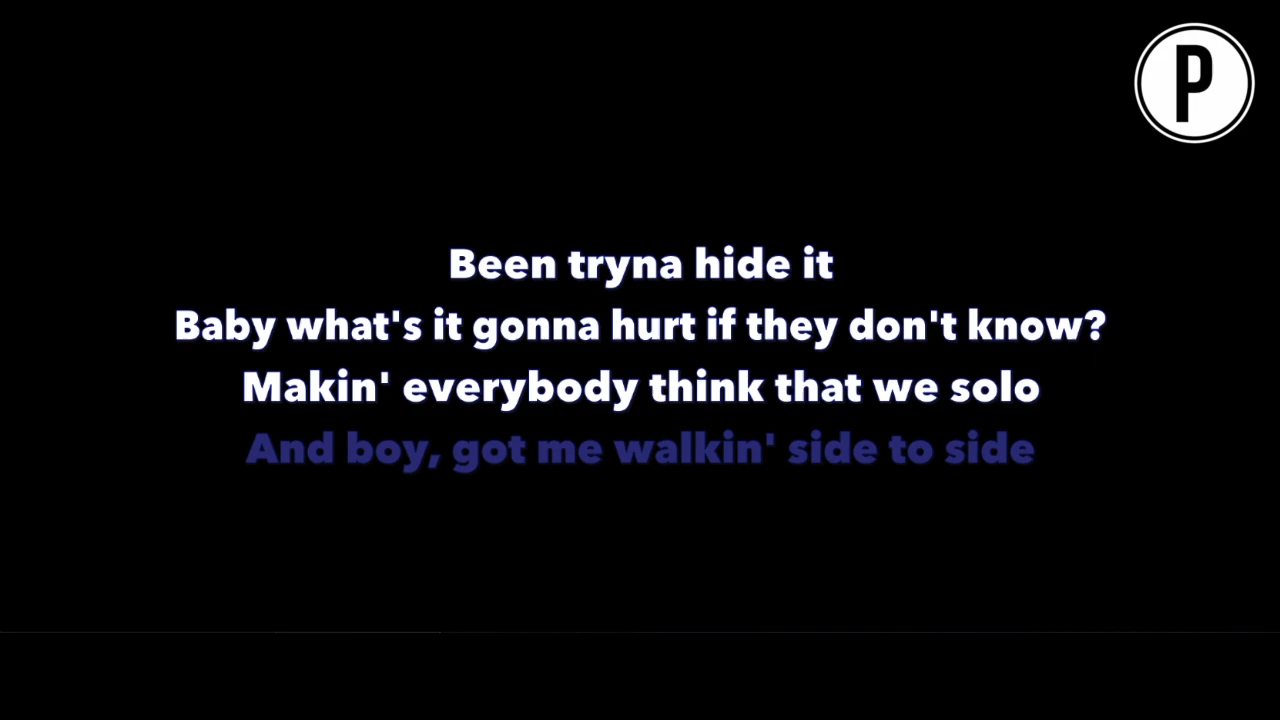 P
Been tryna hide it
Baby what's it gonna hurt if they don't know?
Makin' everybody think that we solo
And boy, got me walkin' side to side